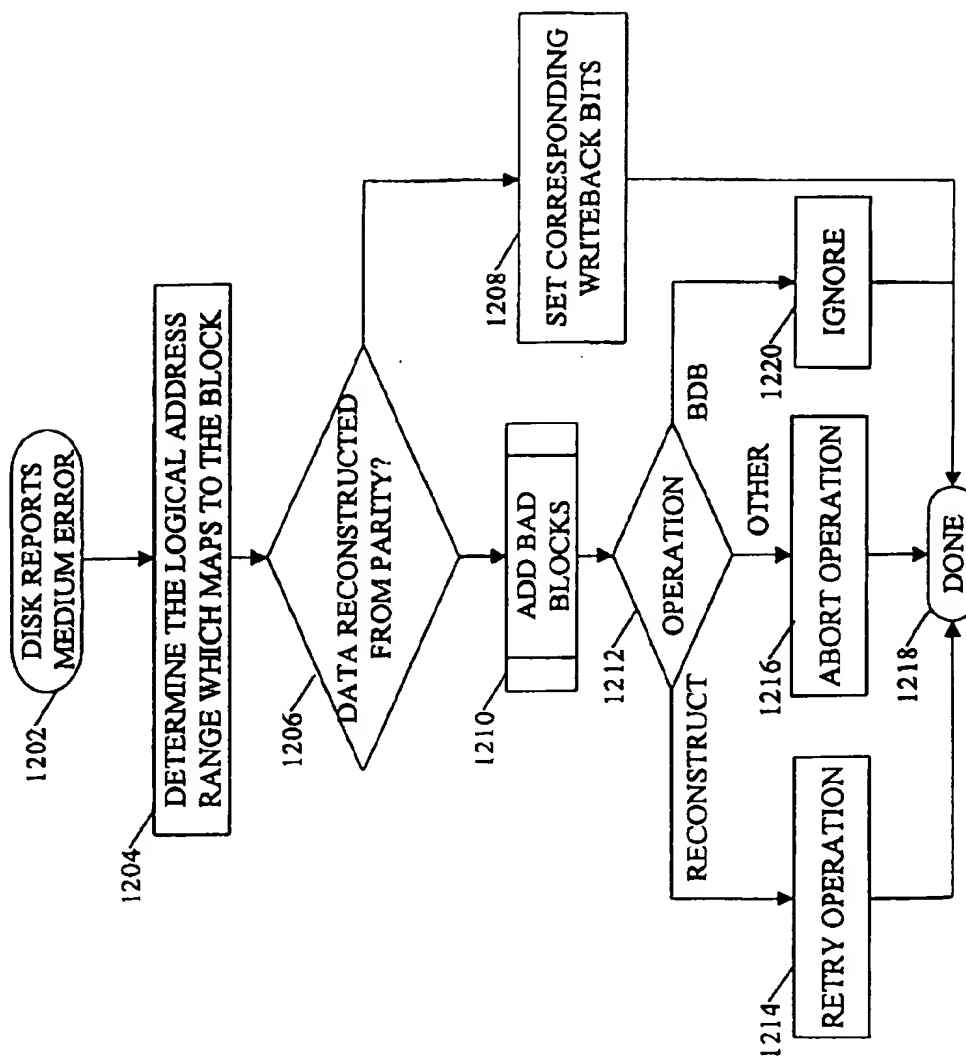 DISK REPORTS
MEDIUM ERROR
1202
DETERMINE THE LOGICAL ADDRESS
RANGE WHICH MAPS TO THE BLOCK
1204
DATA RECONSTRUCTED
FROM PARITY?
1206
SET CORRESPONDING
WRITEBACK BITS
1208
ADD BAD
BLOCKS
1210
OPERATION
1212
RECONSTRUCT
OTHER
BDB
RETRY OPERATION
1214
ABORT OPERATION
1216
IGNORE
1220
DONE
1218